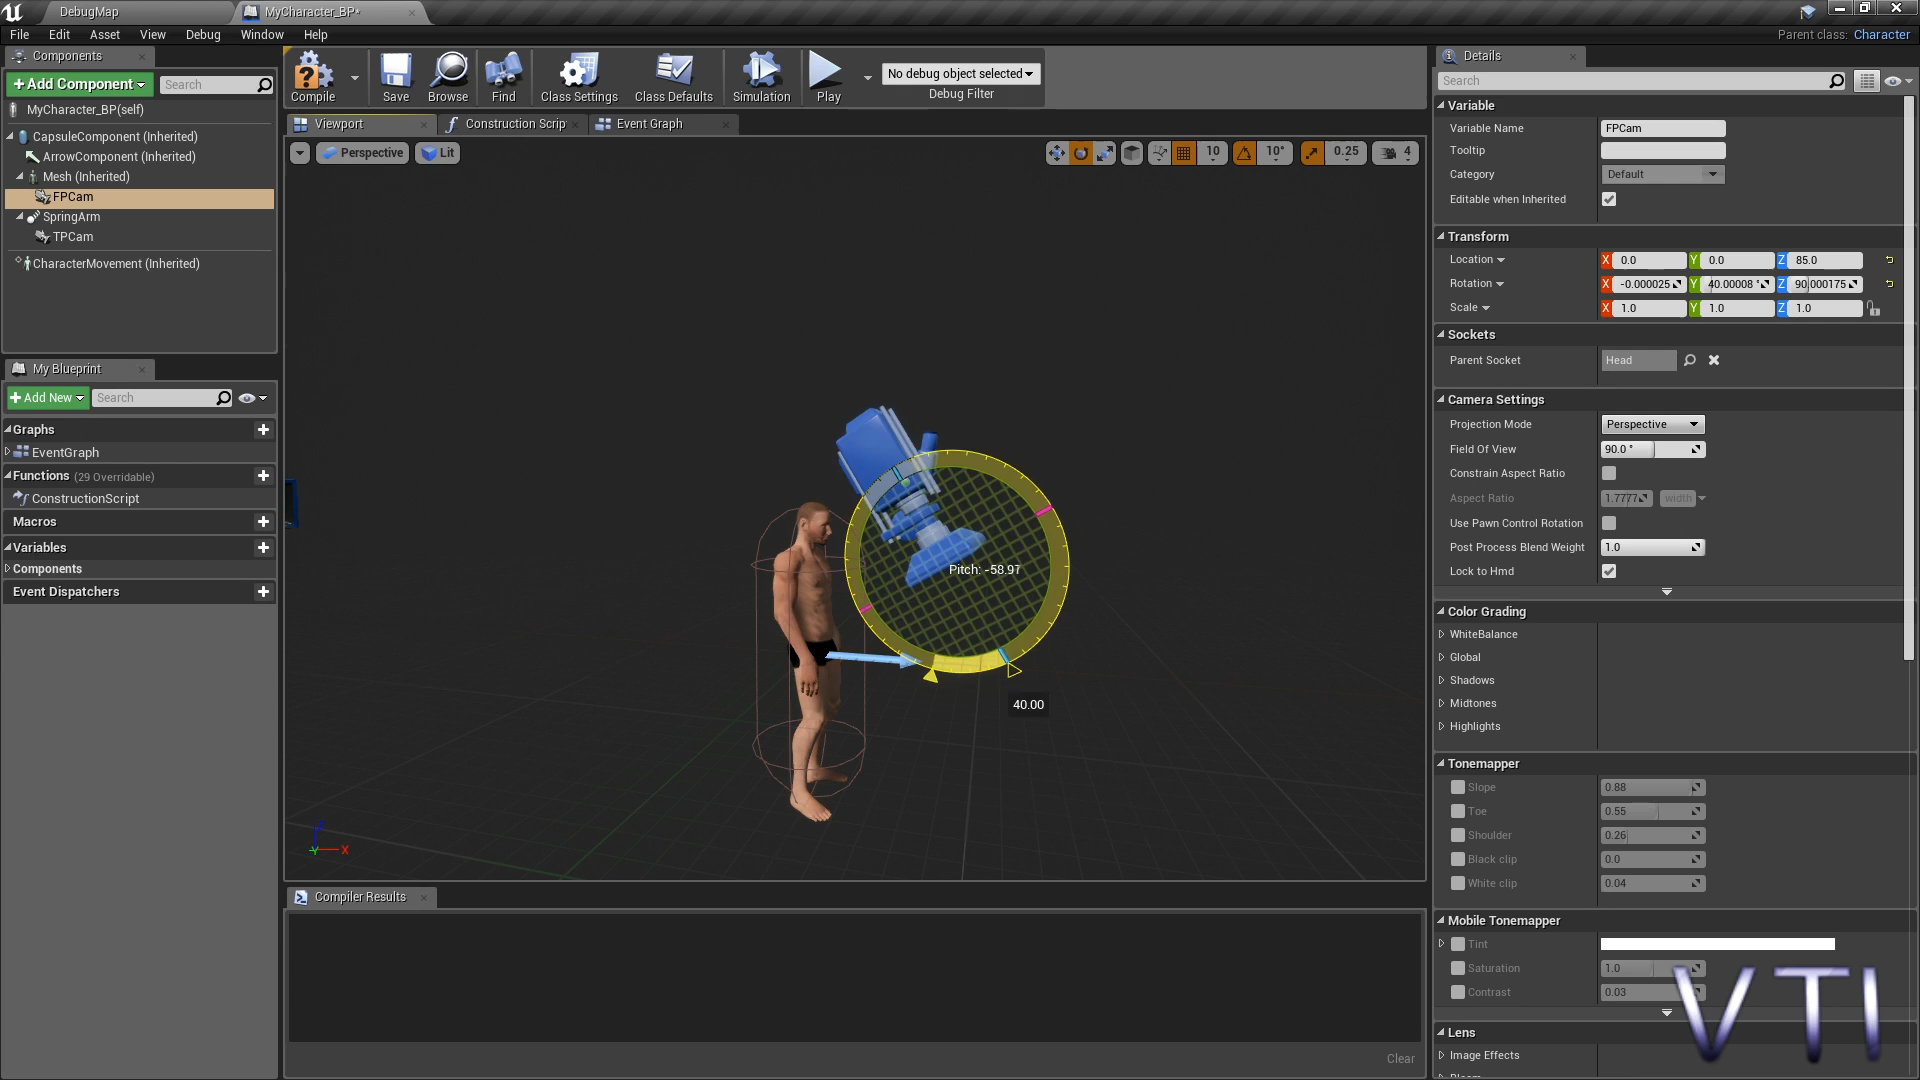 DebugMap
MyCharacter_BP*
File Edit Asset View Debug Window Help
Parent class: Character
Components
Add Component
Search
MyCharacter_BP(self)
CapsuleComponent (Inherited)
ArrowComponent (Inherited)
Mesh (Inherited)
FPCam
SpringArm
TPCam
CharacterMovement (Inherited)
My Blueprint
Add New
Search
Graphs
EventGraph
Functions (29 Overridable)
ConstructionScript
Macros
Variables
Components
Event Dispatchers
Compile
Save
Browse
Find
Class Settings
Class Defaults
Simulation
Play
No debug object selected
Debug Filter
Viewport
Construction Scrip
Event Graph
Perspective
Lit
10
10°
0.25
4
Pitch: -58.97
40.00
Z
Y
X
Compiler Results
Clear
Details
Search
Variable
Variable Name FPCam
Tooltip
Category Default
Editable when Inherited
Transform
Location X 0.0 Y 0.0 Z 85.0
Rotation X -0.000025 Y 40.00008 ° Z 90.000175
Scale X 1.0 Y 1.0 Z 1.0
Sockets
Parent Socket Head
Camera Settings
Projection Mode Perspective
Field Of View 90.0 °
Constrain Aspect Ratio
Aspect Ratio 1.7777 width
Use Pawn Control Rotation
Post Process Blend Weight 1.0
Lock to Hmd
Color Grading
WhiteBalance
Global
Shadows
Midtones
Highlights
Tonemapper
Slope 0.88
Toe 0.55
Shoulder 0.26
Black clip 0.0
White clip 0.04
Mobile Tonemapper
Tint
Saturation 1.0
Contrast 0.03
Lens
Image Effects
VTI